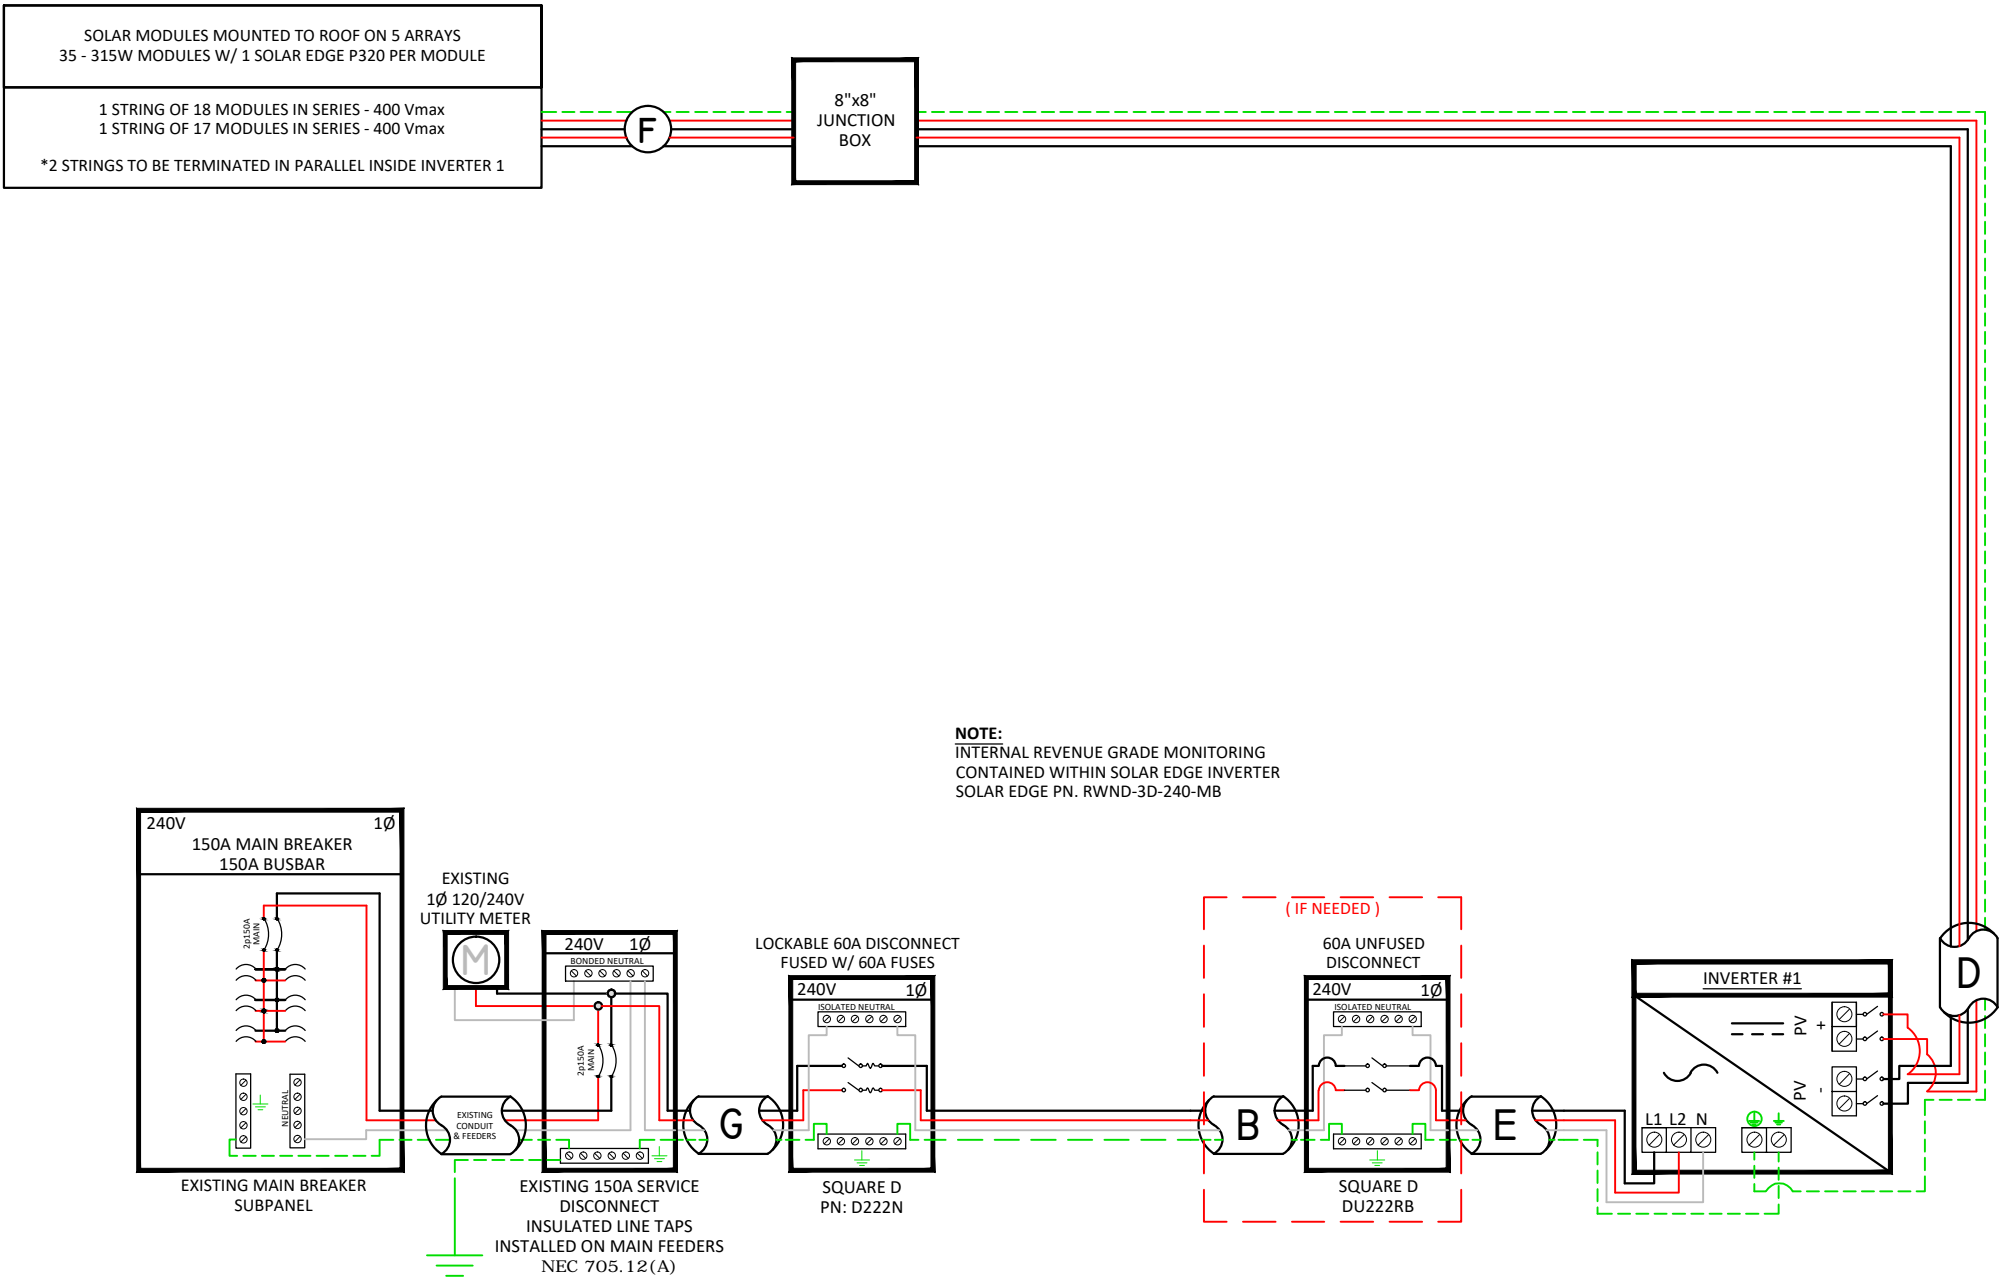 SOLAR MODULES MOUNTED TO ROOF ON 5 ARRAYS
35 - 315W MODULES W/ 1 SOLAR EDGE P320 PER MODULE
1 STRING OF 18 MODULES IN SERIES - 400 Vmax
1 STRING OF 17 MODULES IN SERIES - 400 Vmax
*2 STRINGS TO BE TERMINATED IN PARALLEL INSIDE INVERTER 1
F
8"x8"
JUNCTION
BOX
NOTE:
INTERNAL REVENUE GRADE MONITORING
CONTAINED WITHIN SOLAR EDGE INVERTER
SOLAR EDGE PN. RWND-3D-240-MB
240V 1Ø
150A MAIN BREAKER
150A BUSBAR
2p150A
MAIN
NEUTRAL
EXISTING MAIN BREAKER
SUBPANEL
EXISTING
1Ø 120/240V
UTILITY METER
M
EXISTING
CONDUIT
& FEEDERS
240V 1Ø
BONDED NEUTRAL
2p150A
MAIN
EXISTING 150A SERVICE
DISCONNECT
INSULATED LINE TAPS
INSTALLED ON MAIN FEEDERS
NEC 705.12(A)
G
LOCKABLE 60A DISCONNECT
FUSED W/ 60A FUSES
240V 1Ø
ISOLATED NEUTRAL
SQUARE D
PN: D222N
B
( IF NEEDED )
60A UNFUSED
DISCONNECT
240V 1Ø
ISOLATED NEUTRAL
SQUARE D
DU222RB
E
INVERTER #1
PV +
PV -
L1 L2 N
D